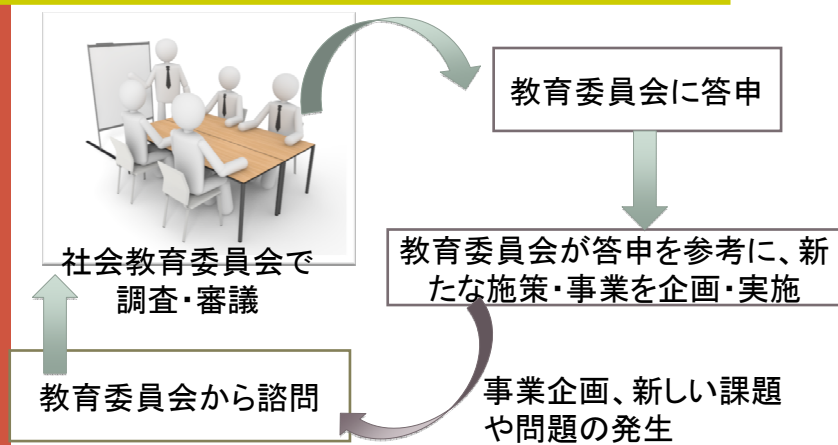 教育委員会に答申
社会教育委員会で
調査・審議
教育委員会が答申を参考に、新
たな施策・事業を企画・実施
教育委員会から諮問
事業企画、新しい課題
や問題の発生